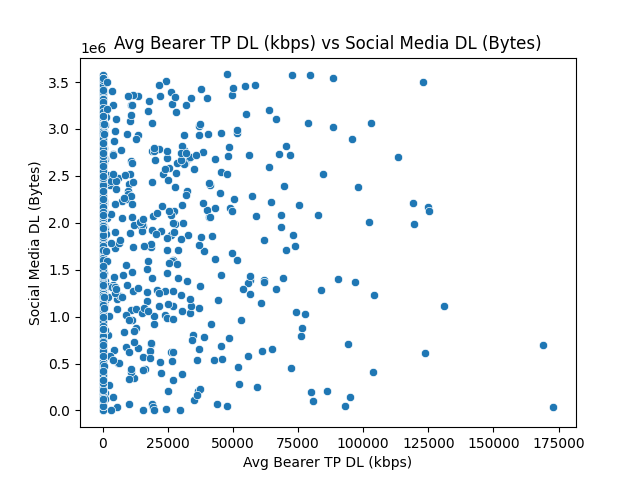 Avg Bearer TP DL (kbps) vs Social Media DL (Bytes)
1e6
Social Media DL (Bytes)
3.5
3.0
2.5
2.0
1.5
1.0
0.5
0.0
0 25000 50000 75000 100000 125000 150000 175000
Avg Bearer TP DL (kbps)